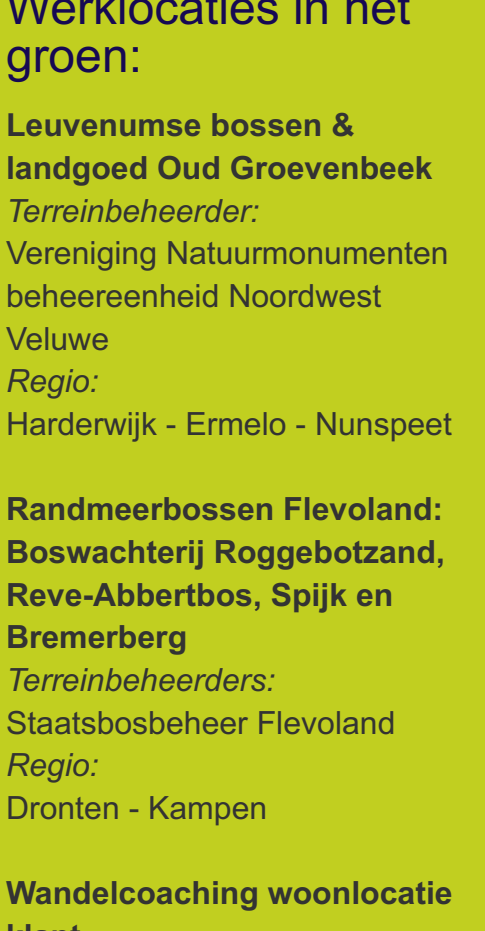 Werklocaties in het
groen:
Leuvenumse bossen &
landgoed Oud Groevenbeek
Terreinbeheerder:
Vereniging Natuurmonumenten
beheereenheid Noordwest
Veluwe
Regio:
Harderwijk - Ermelo - Nunspeet
Randmeerbossen Flevoland:
Boswachterij Roggebotzand,
Reve-Abbertbos, Spijk en
Bremerberg
Terreinbeheerders:
Staatsbosbeheer Flevoland
Regio:
Dronten - Kampen
Wandelcoaching woonlocatie
klant